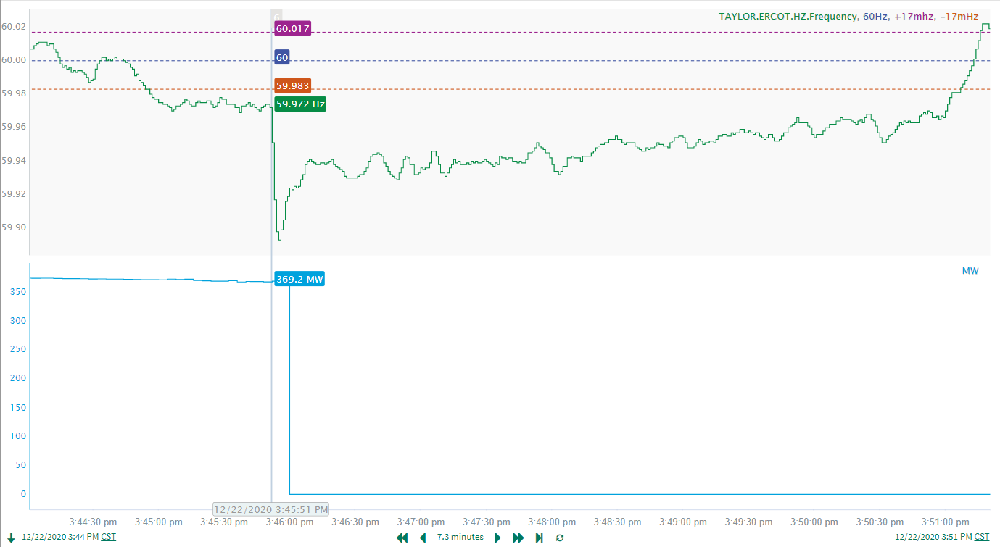 6
TAYLOR.ERCOT.HZ.Frequency, 60Hz, +17mhz, -17mHz
60.02
60.017
60.00
60
59.98
59.983
59.972 Hz
59.96
59.94
59.92
59.90
MW
369.2 MW
350
300
250
200
150
100
50
0
12/22/2020 3:45:51 PM
3:44:30 pm 3:45:00 pm 3:45:30 pm 3:46:00 pm 3:46:30 pm 3:47:00 pm 3:47:30 pm 3:48:00 pm 3:48:30 pm 3:49:00 pm 3:49:30 pm 3:50:00 pm 3:50:30 pm 3:51:00 pm
12/22/2020 3:44 PM CST 7.3 minutes 12/22/2020 3:51 PM CST